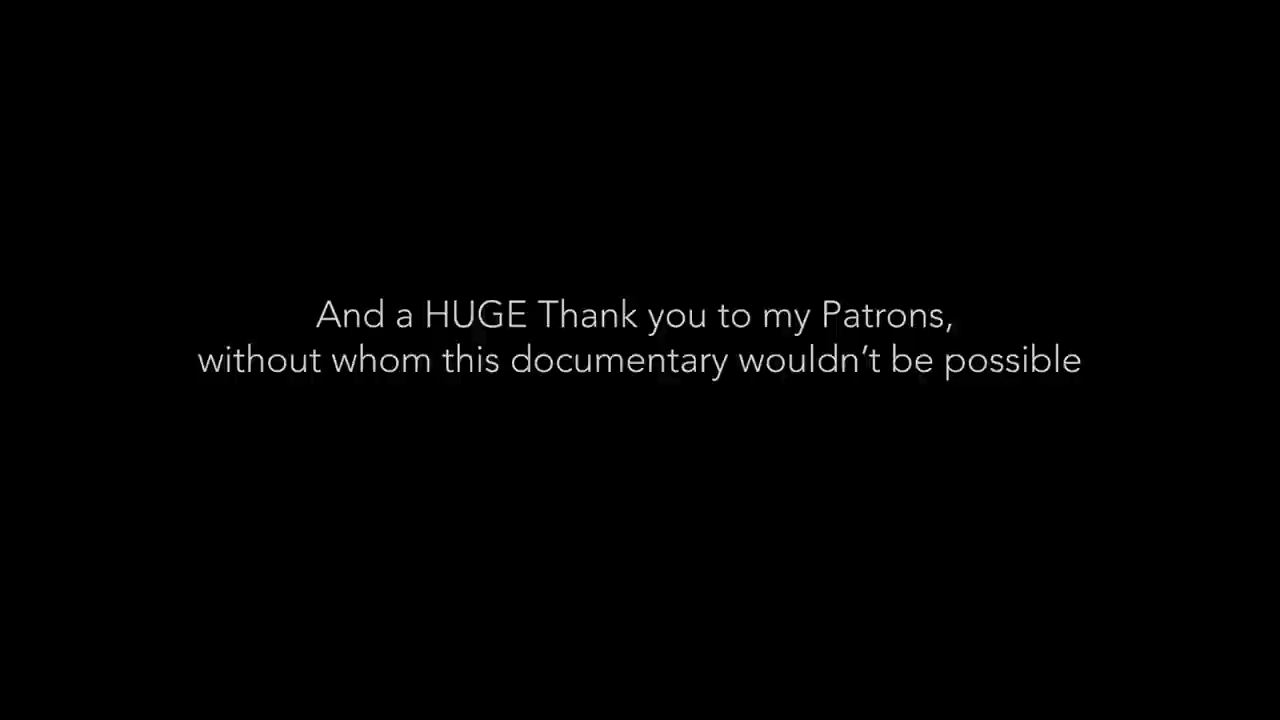 And a HUGE Thank you to my Patrons,
without whom this documentary wouldn’t be possible